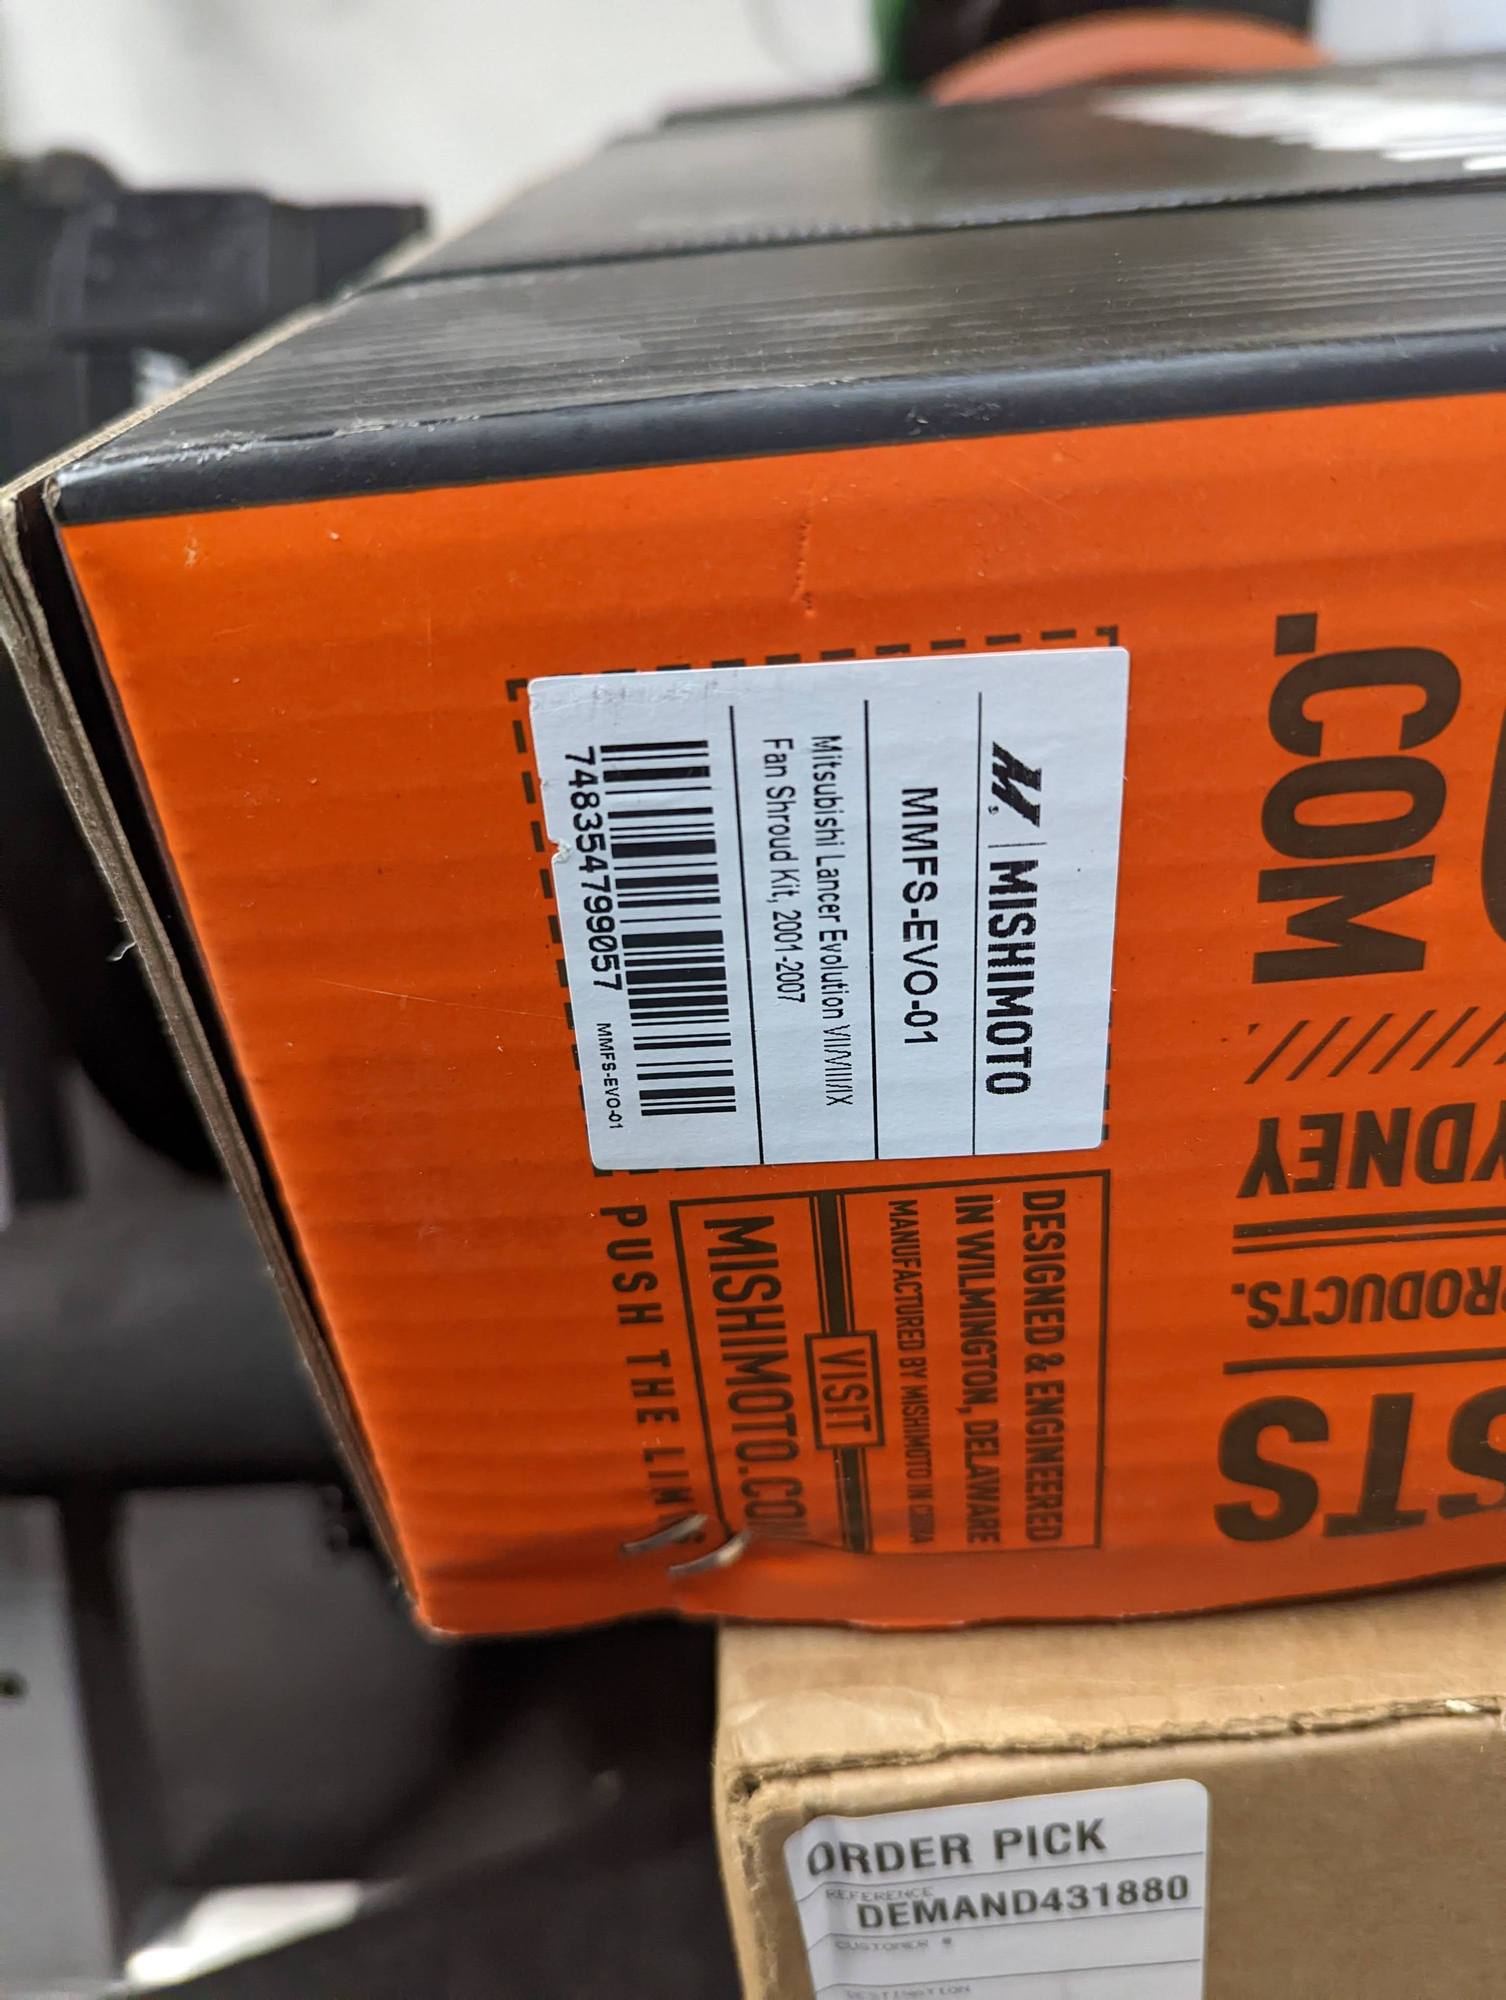 MISHIMOTO
MMFS-EVO-01
Mitsubishi Lancer Evolution VII/VIII/IX
Fan Shroud Kit, 2001-2007
748354799057
MMFS-EVO-01
DESIGNED & ENGINEERED
IN WILMINGTON, DELAWARE
MANUFACTURED BY MISHIMOTO IN CHINA
VISIT
MISHIMOTO.COM
PUSH THE LIMITS
.COM
YDNEY
RODUCTS.
STS
ORDER PICK
REFERENCE
DEMAND431880
CUSTOMER #
DESTINATION